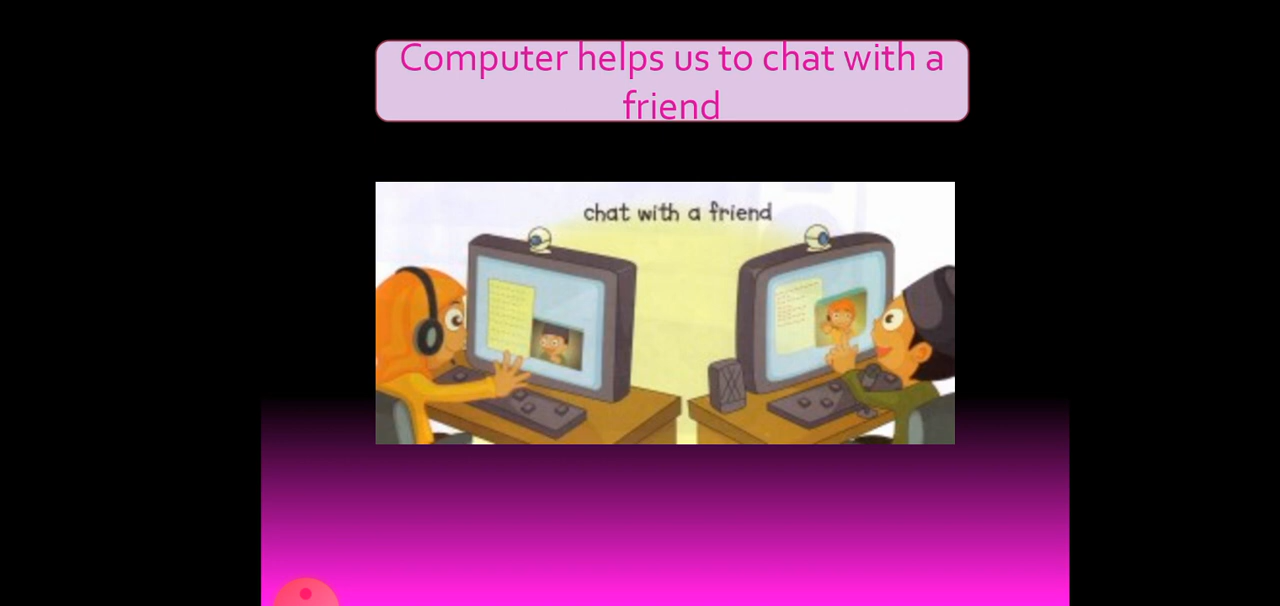 Computer helps us to chat with a
friend
chat with a friend